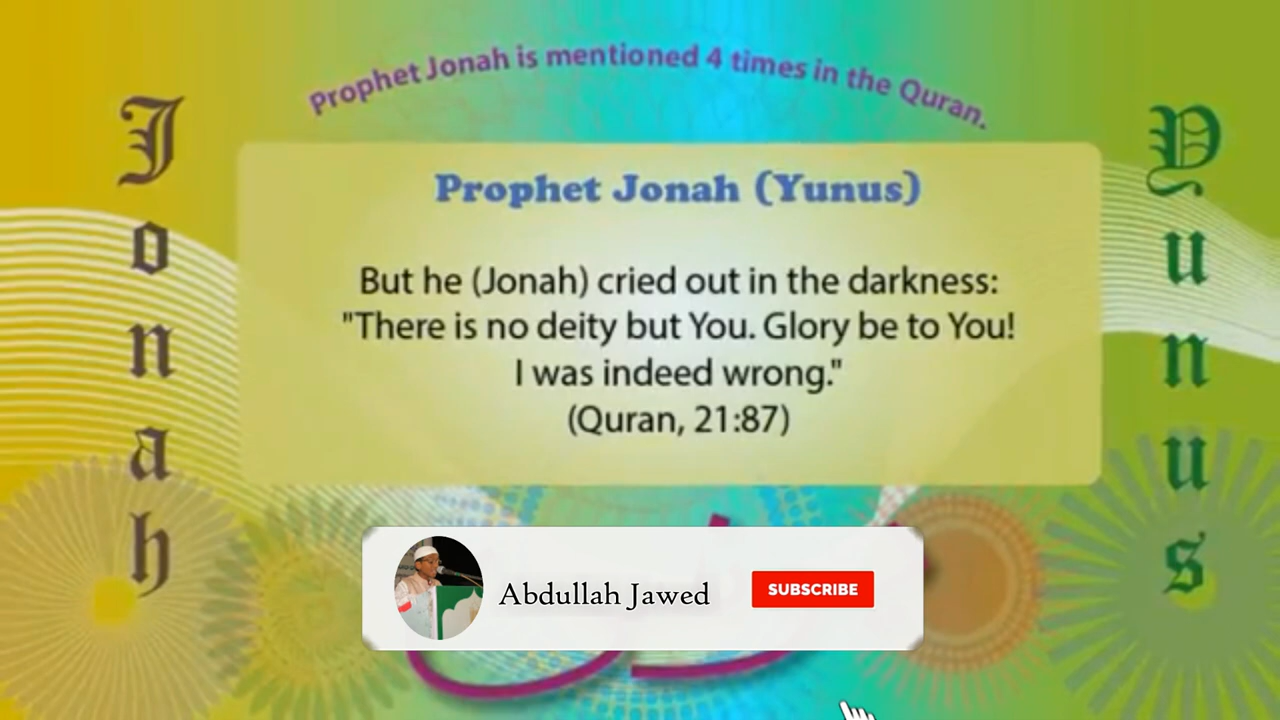 Prophet Jonah is mentioned 4 times in the Quran.
Jonah
Yunus
Prophet Jonah (Yunus)
But he (Jonah) cried out in the darkness:
"There is no deity but You. Glory be to You!
I was indeed wrong."
(Quran, 21:87)
Abdullah Jawed
SUBSCRIBE